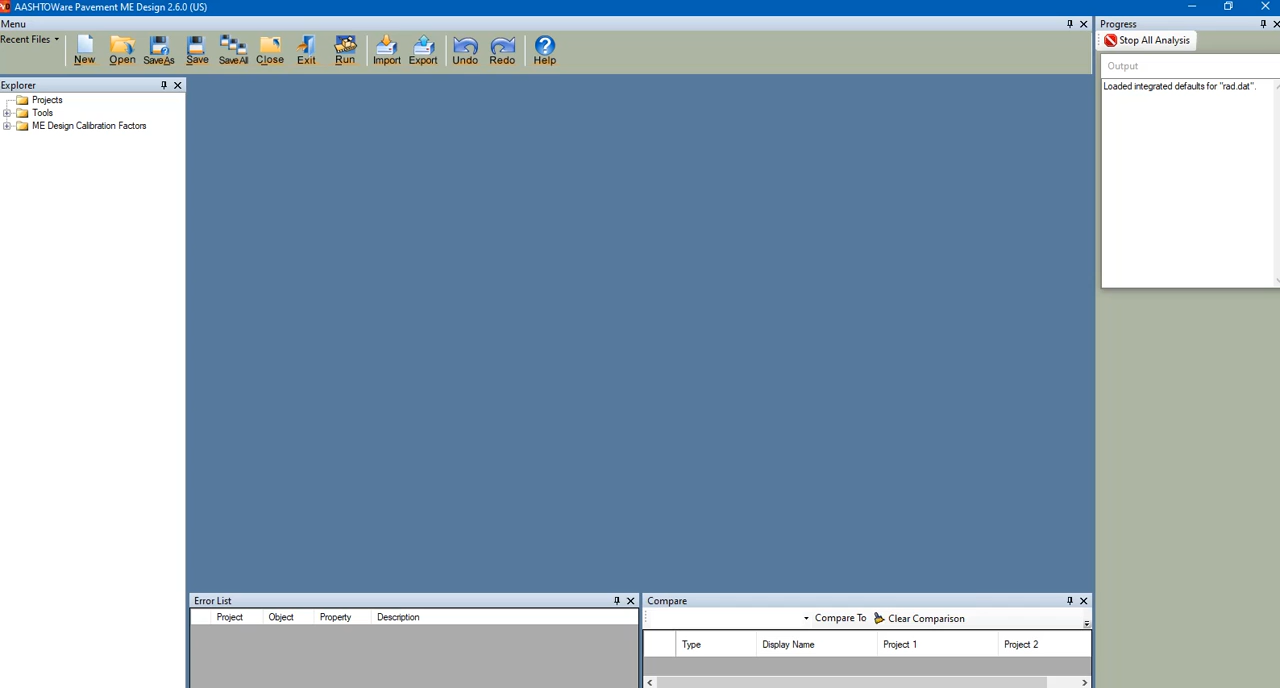 AASHTOWare Pavement ME Design 2.6.0 (US)
Menu
Recent Files
New Open SaveAs Save SaveAll Close Exit Run Import Export Undo Redo Help
Explorer
Projects
Tools
ME Design Calibration Factors
Progress
Stop All Analysis
Output
Loaded integrated defaults for "rad.dat".
Error List
Project Object Property Description
Compare
Compare To Clear Comparison
Type Display Name Project 1 Project 2